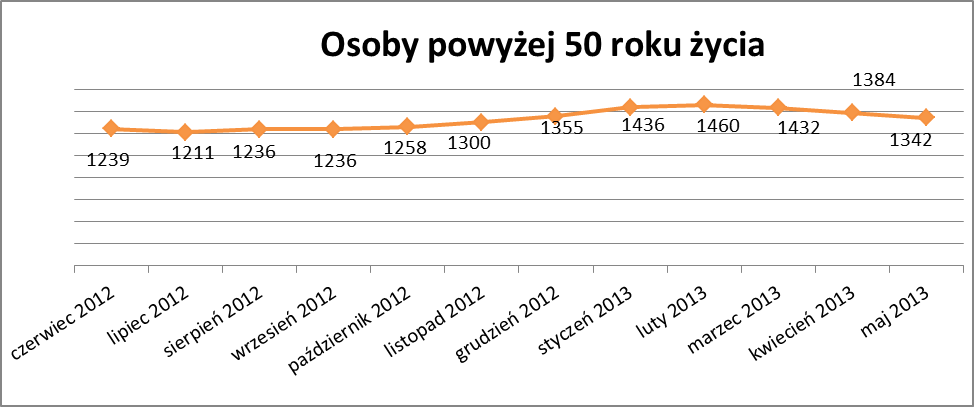 Osoby powyżej 50 roku życia
1239
1211
1236
1236
1258
1300
1355
1436
1460
1432
1384
1342
czerwiec 2012
lipiec 2012
sierpień 2012
wrzesień 2012
październik 2012
listopad 2012
grudzień 2012
styczeń 2013
luty 2013
marzec 2013
kwiecień 2013
maj 2013